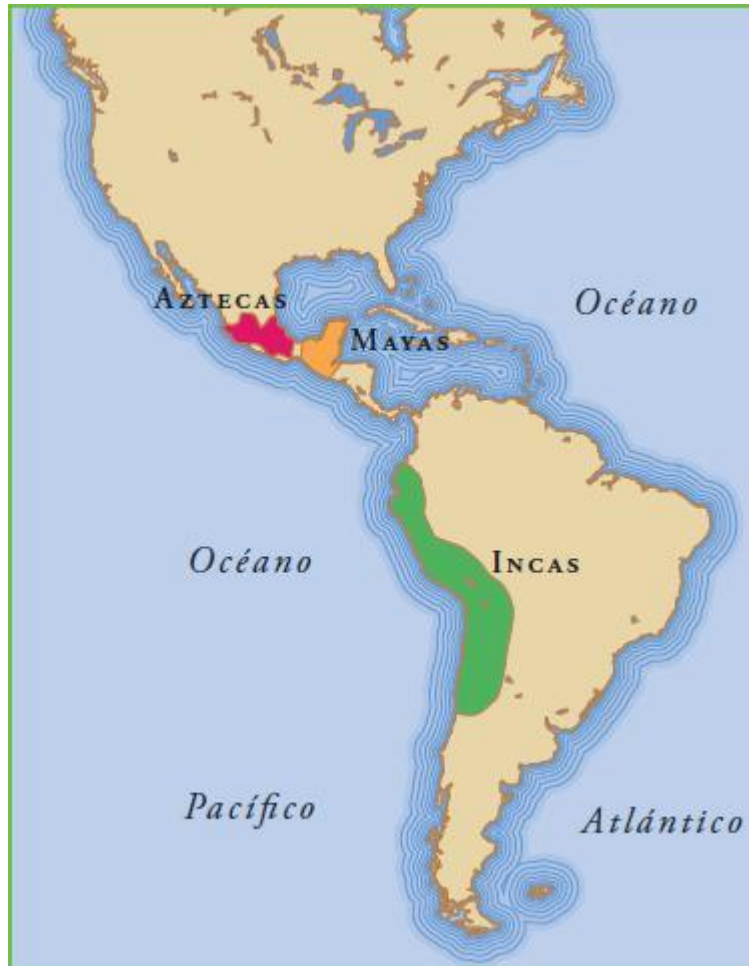 AZTECAS
Océano
MAYAS
Océano
INCAS
Pacífico
Atlántico